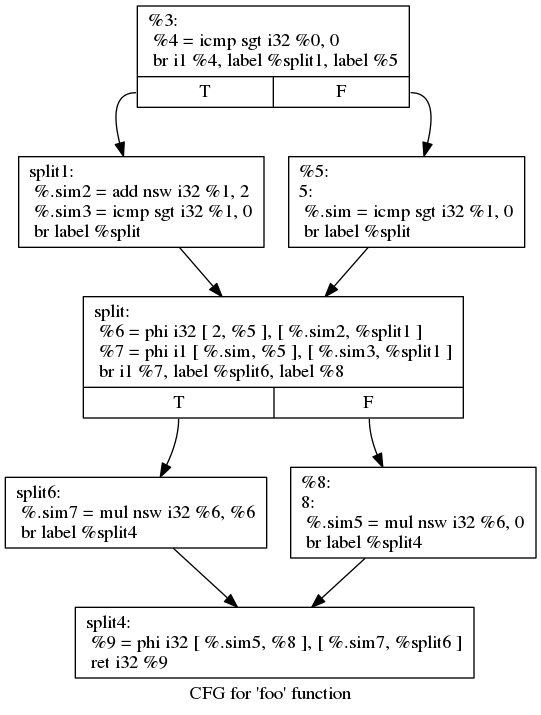 %3:
%4 = icmp sgt i32 %0, 0
br i1 %4, label %split1, label %5
T
F
split1:
%.sim2 = add nsw i32 %1, 2
%.sim3 = icmp sgt i32 %1, 0
br label %split
%5:
5:
%.sim = icmp sgt i32 %1, 0
br label %split
split:
%6 = phi i32 [ 2, %5 ], [ %.sim2, %split1 ]
%7 = phi i1 [ %.sim, %5 ], [ %.sim3, %split1 ]
br i1 %7, label %split6, label %8
T
F
split6:
%.sim7 = mul nsw i32 %6, %6
br label %split4
%8:
8:
%.sim5 = mul nsw i32 %6, 0
br label %split4
split4:
%9 = phi i32 [ %.sim5, %8 ], [ %.sim7, %split6 ]
ret i32 %9
CFG for 'foo' function